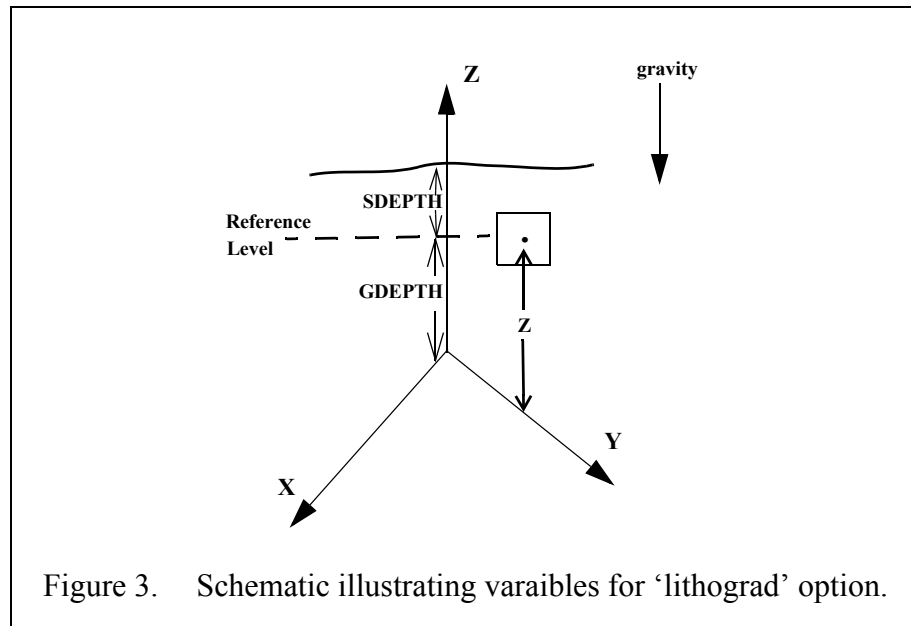 Z
gravity
SDEPTH
Reference
Level
GDEPTH
Z
Y
X
Figure 3. Schematic illustrating varaibles for ‘lithograd’ option.